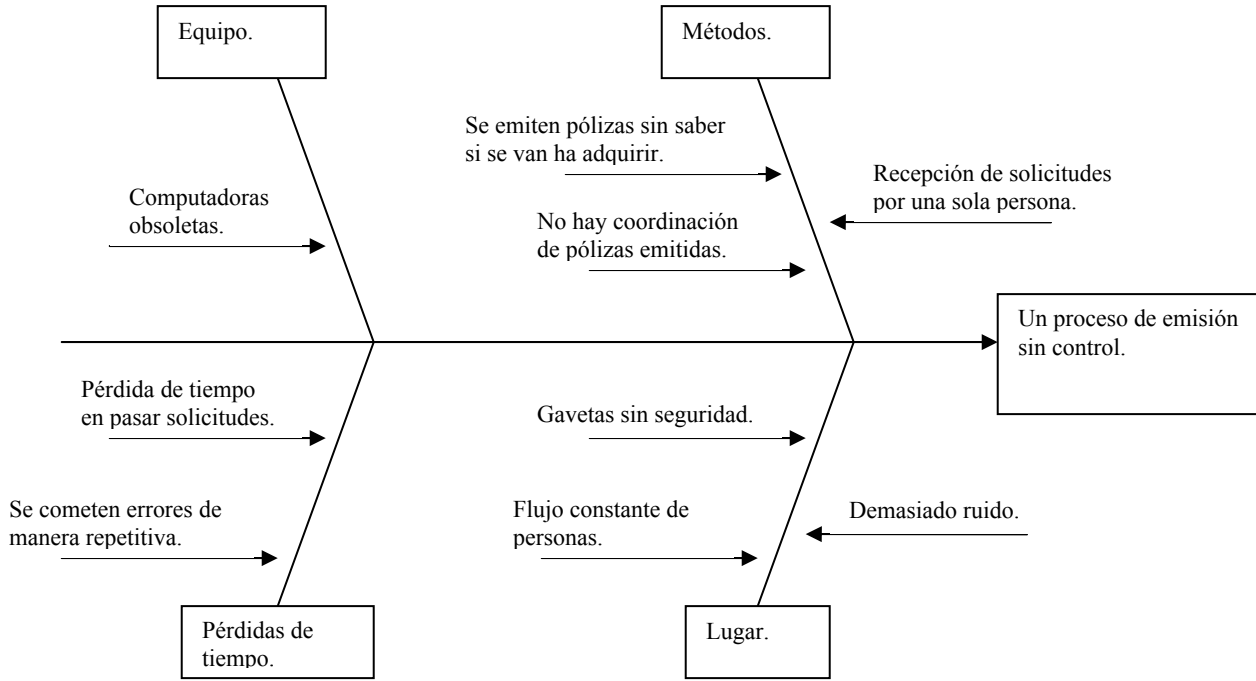 Equipo.
Métodos.
Se emiten pólizas sin saber
si se van ha adquirir.
Recepción de solicitudes
por una sola persona.
Computadoras
obsoletas.
No hay coordinación
de pólizas emitidas.
Un proceso de emisión
sin control.
Pérdida de tiempo
en pasar solicitudes.
Gavetas sin seguridad.
Se cometen errores de
manera repetitiva.
Flujo constante de
personas.
Demasiado ruido.
Pérdidas de
tiempo.
Lugar.